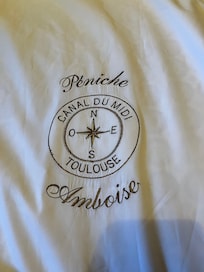 Péniche
CANAL DU MIDI
N
O E
S
TOULOUSE
Amboise